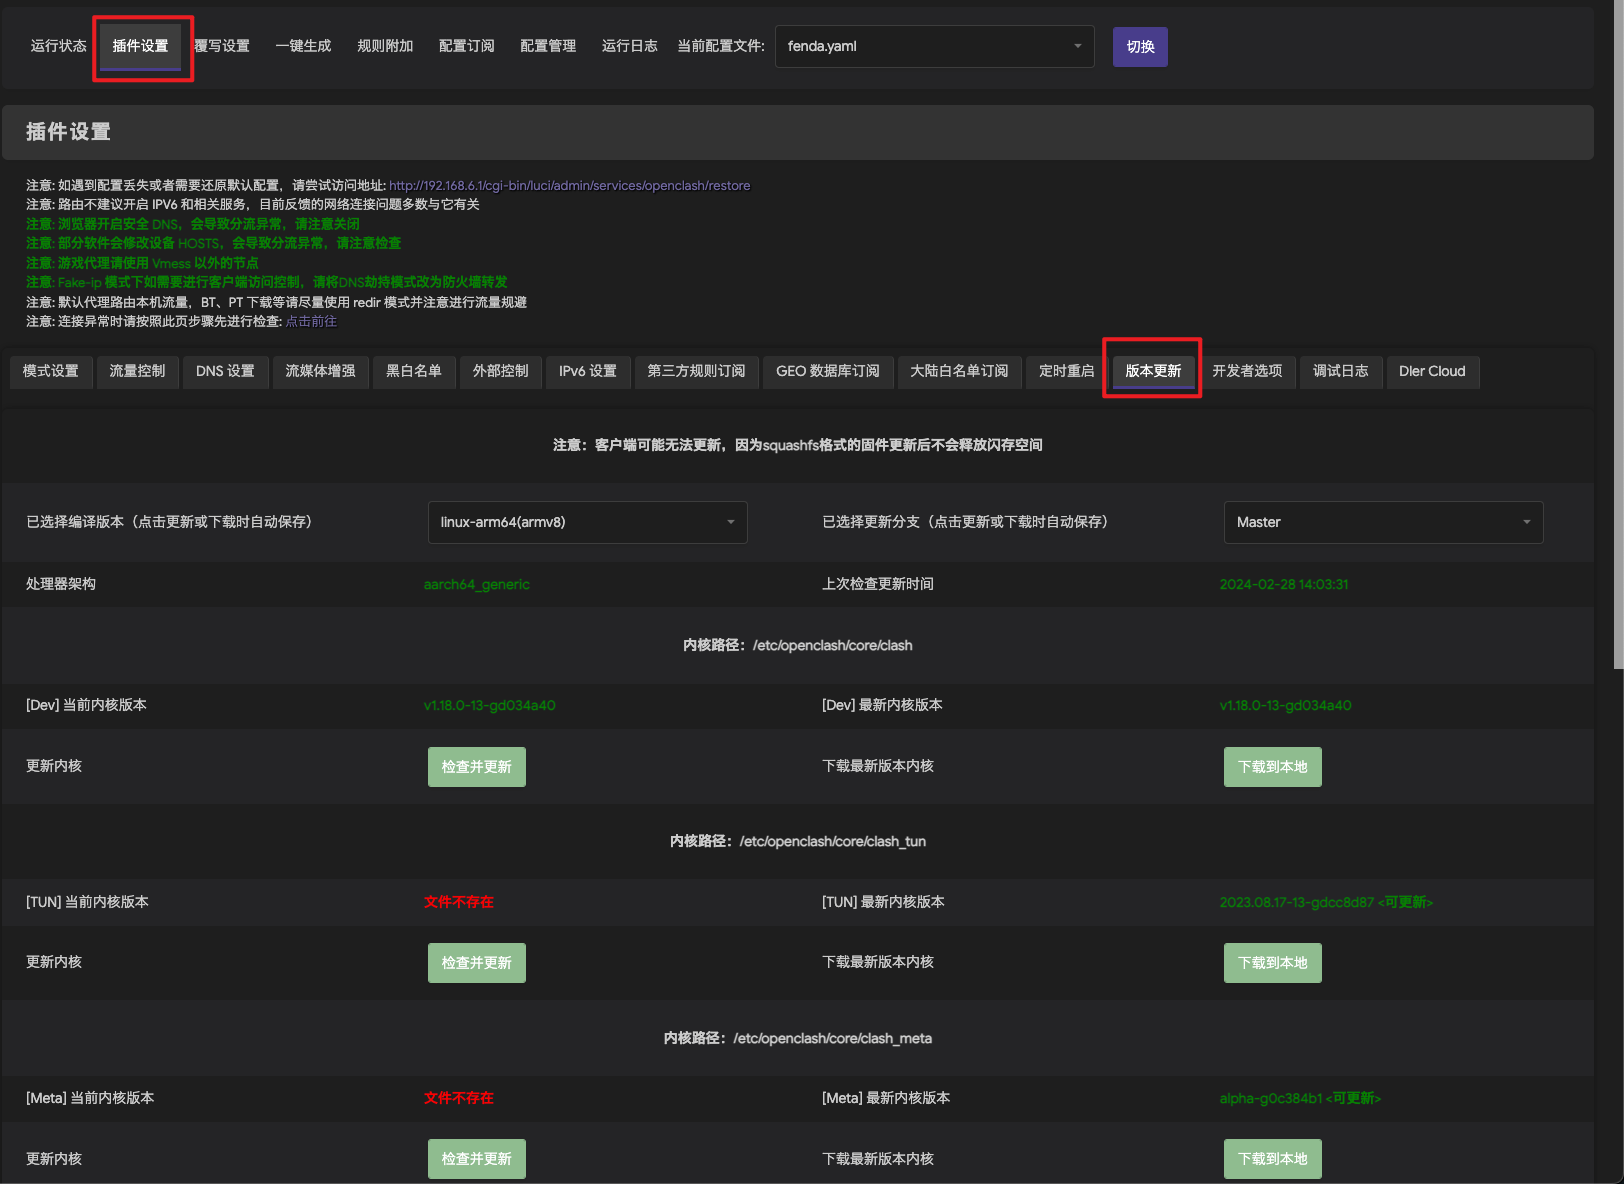 运行状态 插件设置 覆写设置 一键生成 规则附加 配置订阅 配置管理 运行日志 当前配置文件: fenda.yaml 切换
插件设置
注意: 如遇到配置丢失或者需要还原默认配置，请尝试访问地址: http://192.168.6.1/cgi-bin/luci/admin/services/openclash/restore
注意: 路由不建议开启 IPV6 和相关服务，目前反馈的网络连接问题多数与它有关
注意: 浏览器开启安全 DNS，会导致分流异常，请注意关闭
注意: 部分软件会修改设备 HOSTS，会导致分流异常，请注意检查
注意: 游戏代理请使用 Vmess 以外的节点
注意: Fake-ip 模式下如需要进行客户端访问控制，请将DNS劫持模式改为防火墙转发
注意: 默认代理路由本机流量，BT、PT 下载等请尽量使用 redir 模式并注意进行流量规避
注意: 连接异常时请按照此页步骤先进行检查: 点击前往
模式设置 流量控制 DNS 设置 流媒体增强 黑白名单 外部控制 IPv6 设置 第三方规则订阅 GEO 数据库订阅 大陆白名单订阅 定时重启 版本更新 开发者选项 调试日志 Dler Cloud
注意：客户端可能无法更新，因为squashfs格式的固件更新后不会释放闪存空间
已选择编译版本（点击更新或下载时自动保存） linux-arm64(armv8) 已选择更新分支（点击更新或下载时自动保存） Master
处理器架构 aarch64_generic 上次检查更新时间 2024-02-28 14:03:31
内核路径：/etc/openclash/core/clash
[Dev] 当前内核版本 v1.18.0-13-gd034a40 [Dev] 最新内核版本 v1.18.0-13-gd034a40
更新内核 检查并更新 下载最新版本内核 下载到本地
内核路径：/etc/openclash/core/clash_tun
[TUN] 当前内核版本 文件不存在 [TUN] 最新内核版本 2023.08.17-13-gdcc8d87 <可更新>
更新内核 检查并更新 下载最新版本内核 下载到本地
内核路径：/etc/openclash/core/clash_meta
[Meta] 当前内核版本 文件不存在 [Meta] 最新内核版本 alpha-g0c384b1 <可更新>
更新内核 检查并更新 下载最新版本内核 下载到本地